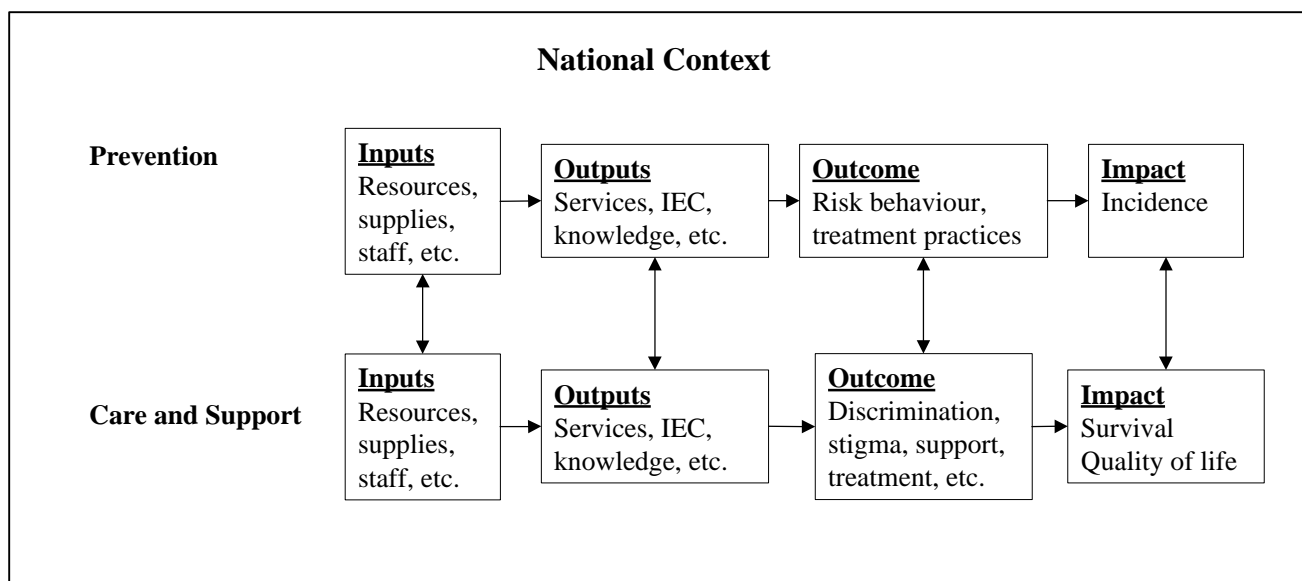 National Context
Prevention
Inputs
Resources,
supplies,
staff, etc.
Outputs
Services, IEC,
knowledge, etc.
Outcome
Risk behaviour,
treatment practices
Impact
Incidence
Care and Support
Inputs
Resources,
supplies,
staff, etc.
Outputs
Services, IEC,
knowledge, etc.
Outcome
Discrimination,
stigma, support,
treatment, etc.
Impact
Survival
Quality of life